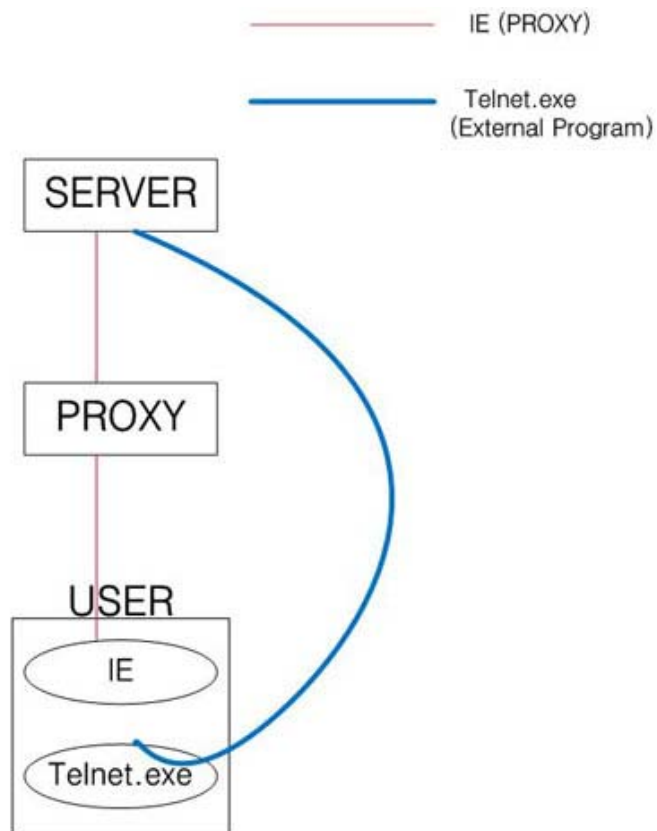 IE (PROXY)
Telnet.exe
(External Program)
SERVER
PROXY
USER
IE
Telnet.exe